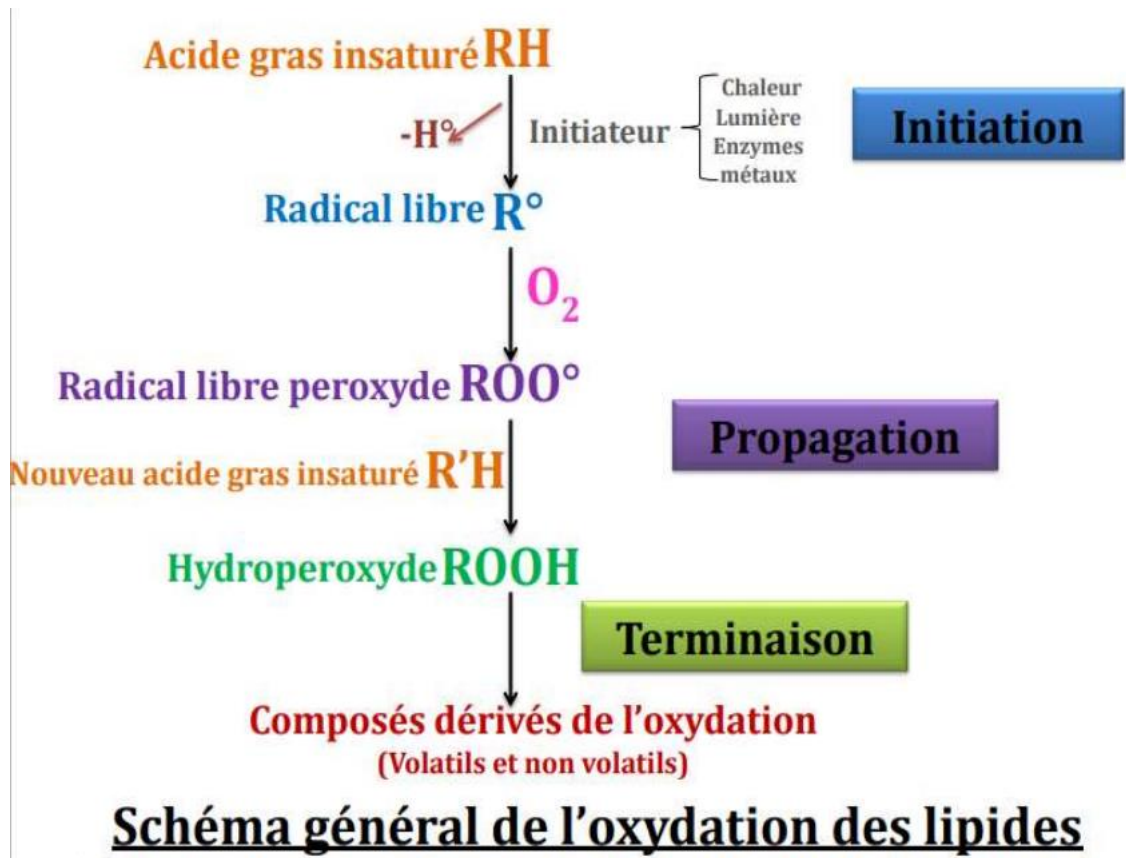 Acide gras insaturé RH
-H°
Initiateur
Chaleur
Lumière
Enzymes
métaux
Initiation
Radical libre R°
O₂
Radical libre peroxyde ROO°
Propagation
Nouveau acide gras insaturé R'H
Hydroperoxyde ROOH
Terminaison
Composés dérivés de l'oxydation
(Volatils et non volatils)
Schéma général de l'oxydation des lipides